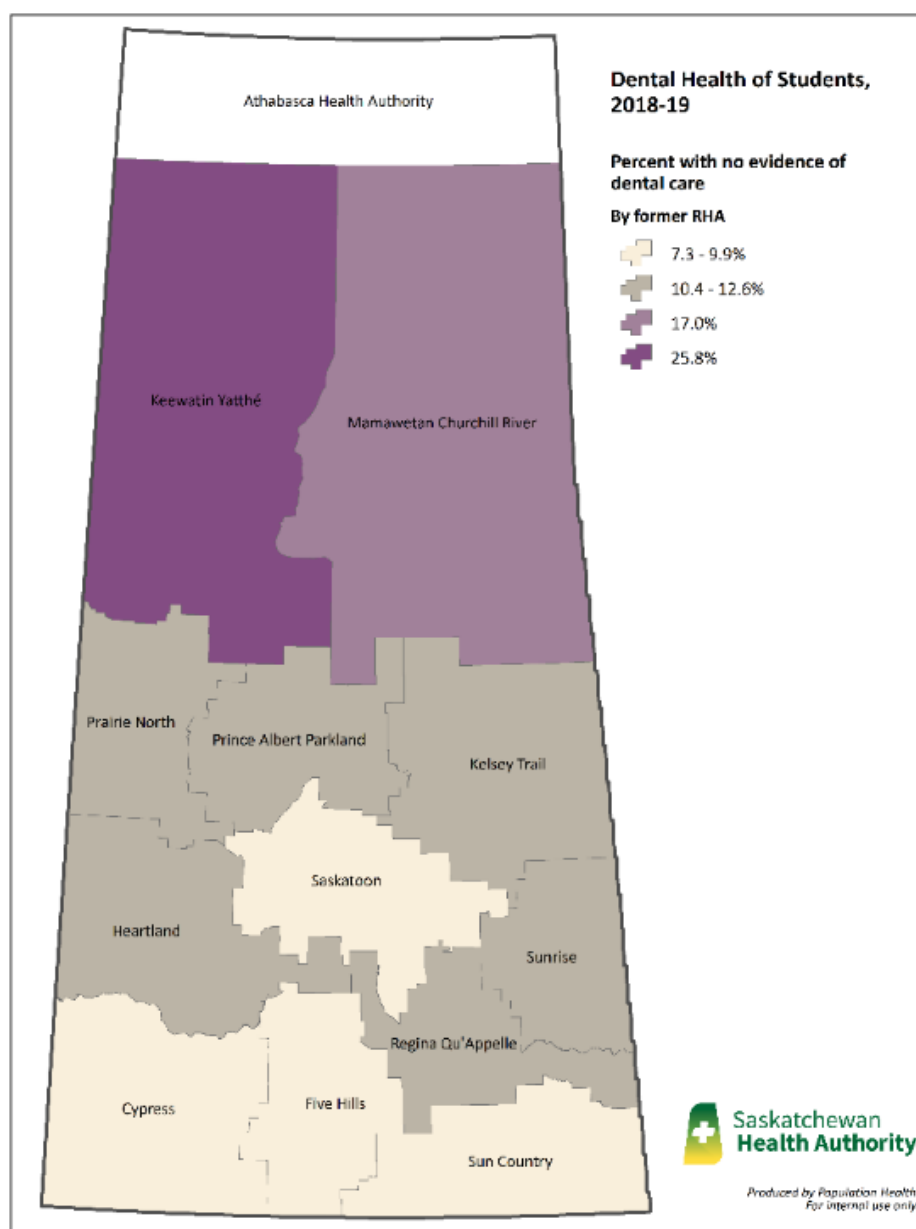 Dental Health of Students,
2018-19
Percent with no evidence of
dental care
By former RHA
7.3 - 9.9%
10.4 - 12.6%
17.0%
25.8%
Athabasca Health Authority
Keewatin Yatthé
Mamawetan Churchill River
Prairie North
Prince Albert Parkland
Kelsey Trail
Saskatoon
Heartland
Sunrise
Regina Qu'Appelle
Cypress
Five Hills
Sun Country
Saskatchewan
Health Authority
Produced by Population Health
For internal use only